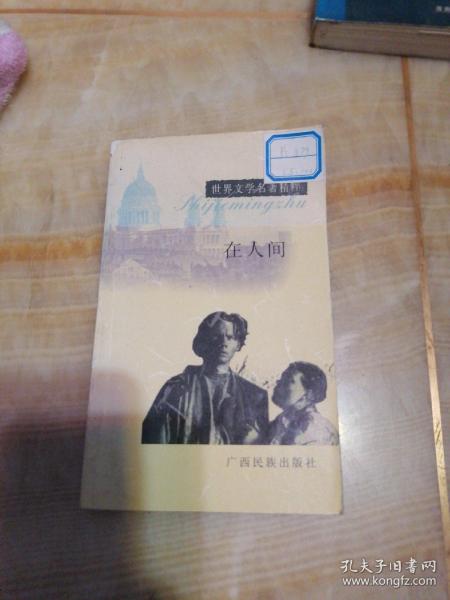 世界文学名著精粹
Shijiemingzhu
在人间
广西民族出版社
孔夫子旧书网
www.kongfz.com